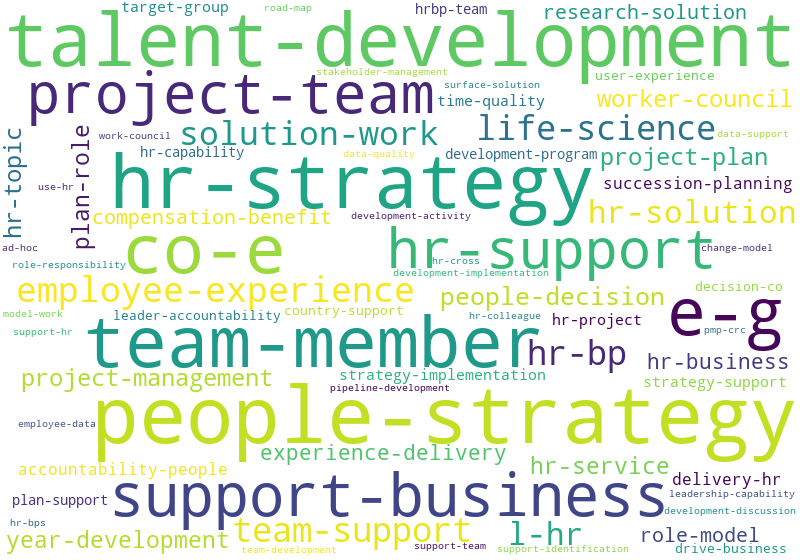 target-group
road-map
hrbp-team
research-solution
talent-development
stakeholder-management
user-experience
project-team
surface-solution
time-quality
worker-council
hr-topic
plan-role
work-council
solution-work
life-science
data-support
hr-capability
data-quality
development-program
project-plan
use-hr
hr-strategy
succession-planning
compensation-benefit
development-activity
hr-solution
ad-hoc
co-e
hr-support
change-model
role-responsibility
hr-cross
development-implementation
employee-experience
people-decision
decision-co
e-g
model-work
leader-accountability
country-support
hr-colleague
hr-project
support-hr
team-member
pmp-crc
hr-bp
hr-business
project-management
strategy-implementation
strategy-support
pipeline-development
people-strategy
employee-data
experience-delivery
accountability-people
hr-service
delivery-hr
plan-support
support-business
leadership-capability
development-discussion
hr-bps
year-development
team-support
l-hr
role-model
team-development
support-team
support-identification
drive-business